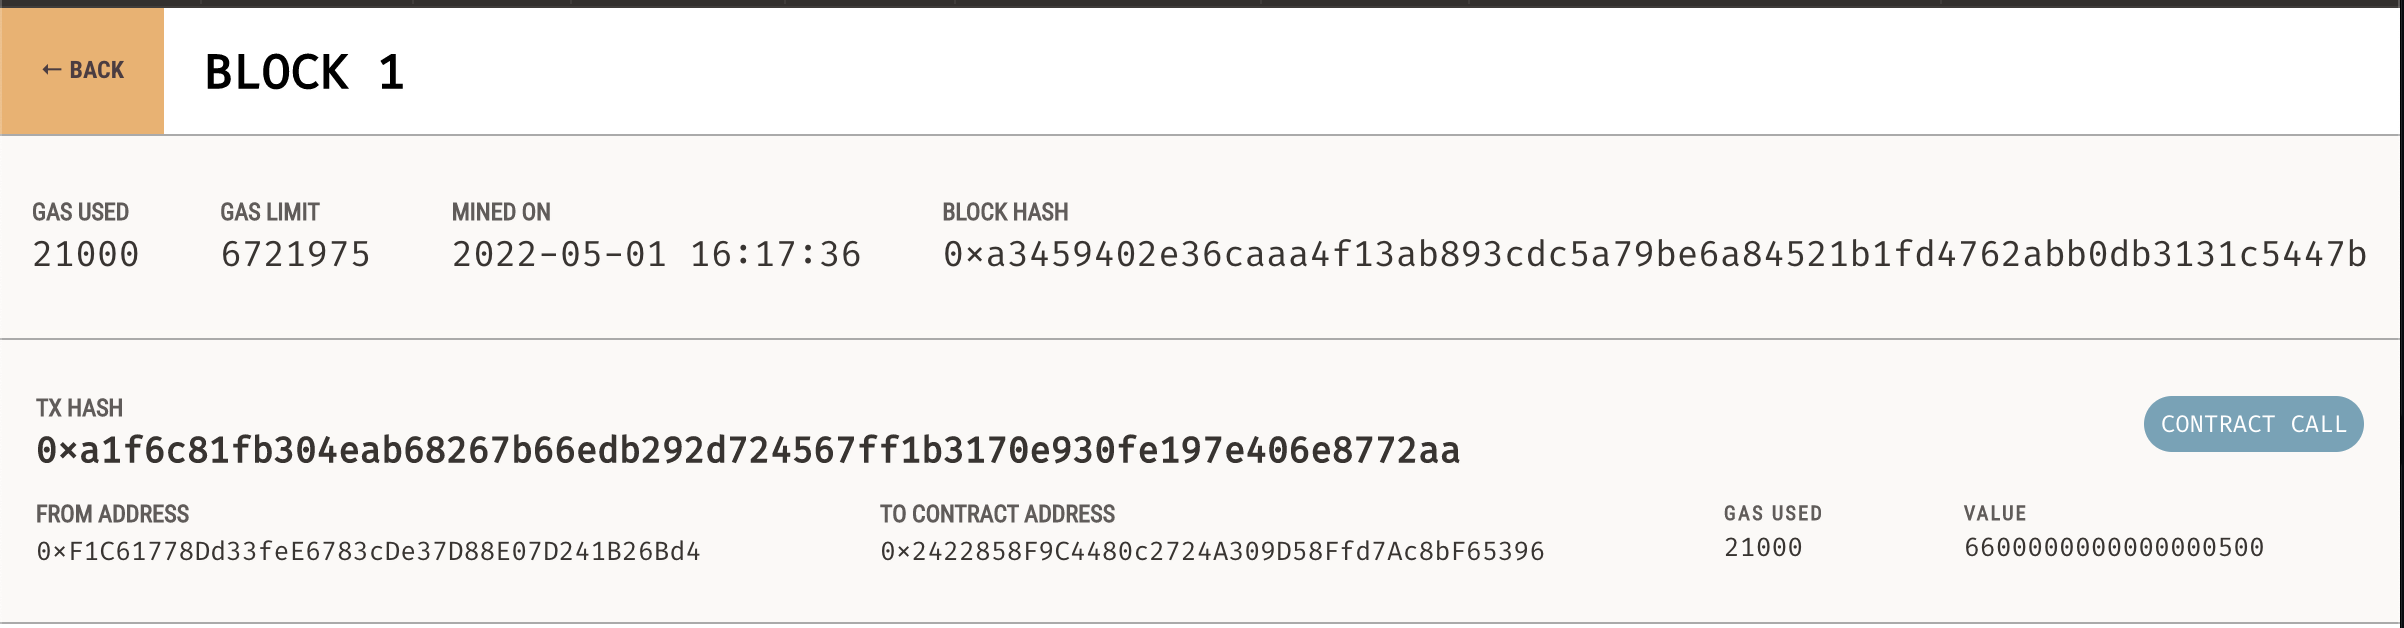 ← BACK
BLOCK 1
GAS USED
21000
GAS LIMIT
6721975
MINED ON
2022-05-01 16:17:36
BLOCK HASH
0×a3459402e36caaa4f13ab893cdc5a79be6a84521b1fd4762abb0db3131c5447b
TX HASH
0×a1f6c81fb304eab68267b66edb292d724567ff1b3170e930fe197e406e8772aa
CONTRACT CALL
FROM ADDRESS
0×F1C61778Dd33feE6783cDe37D88E07D241B26Bd4
TO CONTRACT ADDRESS
0×2422858F9C4480c2724A309D58Ffd7Ac8bF65396
GAS USED
21000
VALUE
6600000000000000500